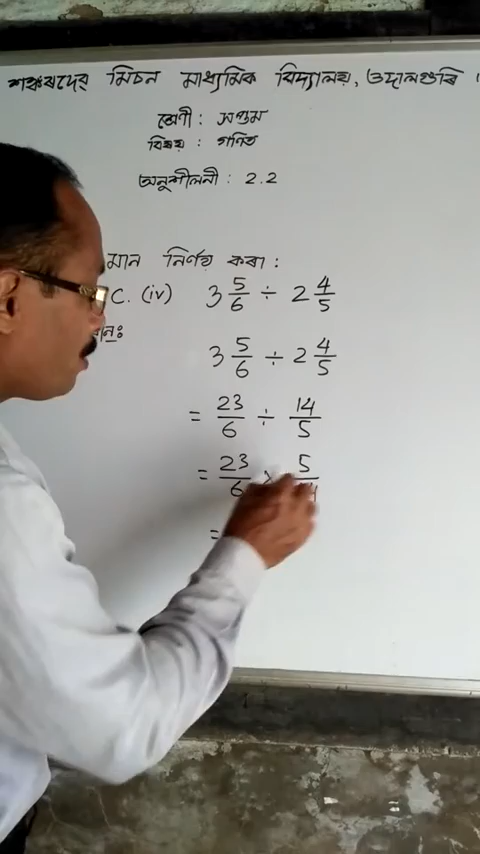 শঙ্কৰদেৱ মিচন মাধ্যমিক বিদ্যালয়, ওদালগুৰি
শ্ৰেণী : সপ্তম
বিষয় : গণিত
অনুশীলনী : 2.2
মান নিৰ্ণয় কৰা :
C. (iv) 3 5/6 ÷ 2 4/5
3 5/6 ÷ 2 4/5
= 23/6 ÷ 14/5
= 23/6 × 5/14
=